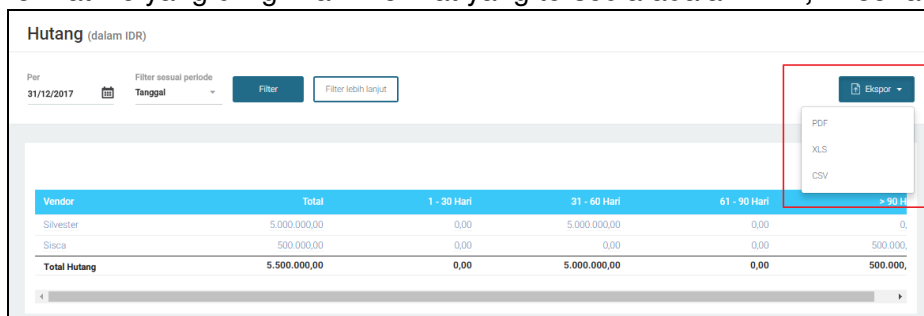 Hutang (dalam IDR)
Per
Filter sesuai periode
31/12/2017
Tanggal
Filter
Filter lebih lanjut
Ekspor
PDF
XLS
CSV
Vendor Total 1 - 30 Hari 31 - 60 Hari 61 - 90 Hari > 90 H
Silvester 5.000.000,00 0,00 5.000.000,00 0,00 0,
Sisca 500.000,00 0,00 0,00 0,00 500.000,
Total Hutang 5.500.000,00 0,00 5.000.000,00 0,00 500.000,